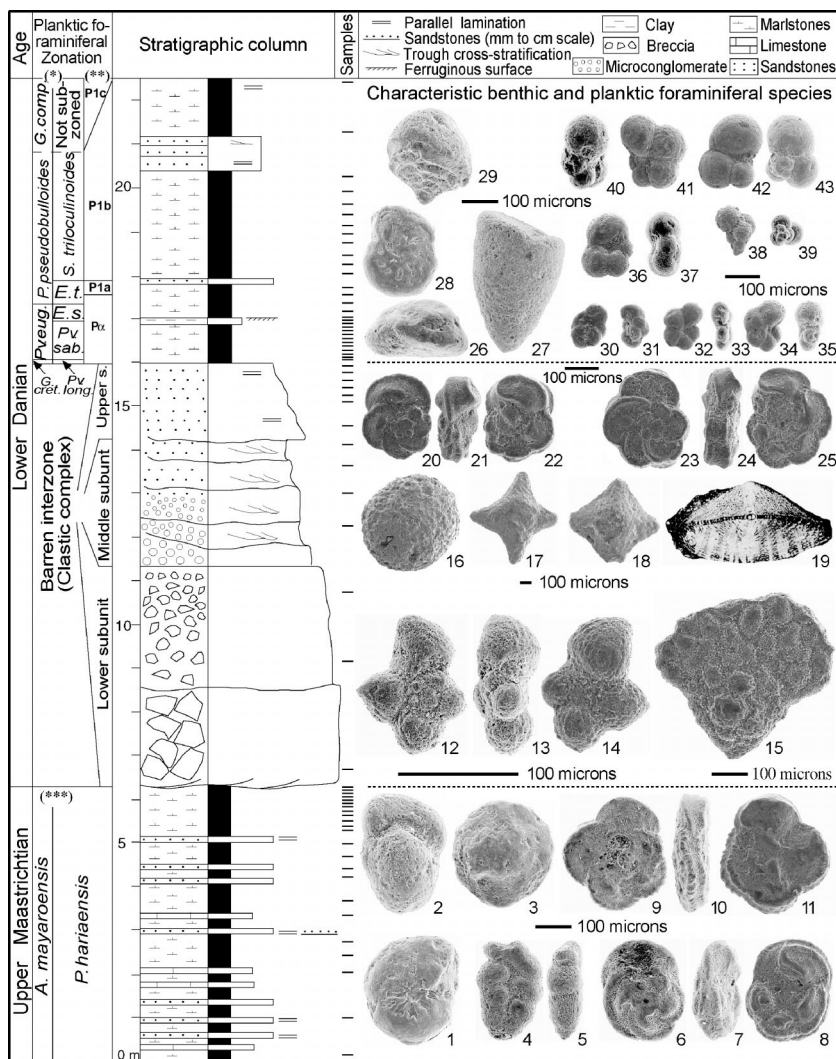 Age
Planktic fo-
raminiferal
Zonation
(*) (**)
Stratigraphic column
Samples
Parallel lamination
Sandstones (mm to cm scale)
Trough cross-stratification
Ferruginous surface
Clay
Breccia
Microconglomerate
Marlstones
Limestone
Sandstones
Characteristic benthic and planktic foraminiferal species
Lower Danian
Upper Maastrichtian
G. comp.
Not sub-
zoned
P1c
P. pseudobulloides
S. triloculinoides
P1b
E.t.
P1a
Pv.eug.
E.s.
Pv.
sab.
Pα
G.
cret.
Pv.
long.
Barren interzone
(Clastic complex)
Upper s.
Middle subunit
Lower subunit
(***)
A. mayaroensis
P. hariaensis
20
15
10
5
0 m
29
40
41
42
43
100 microns
28
36
37
38
39
100 microns
26
27
30
31
32
33
34
35
100 microns
20
21
22
23
24
25
16
17
18
19
100 microns
12
13
14
15
100 microns
100 microns
2
3
9
10
11
100 microns
1
4
5
6
7
8